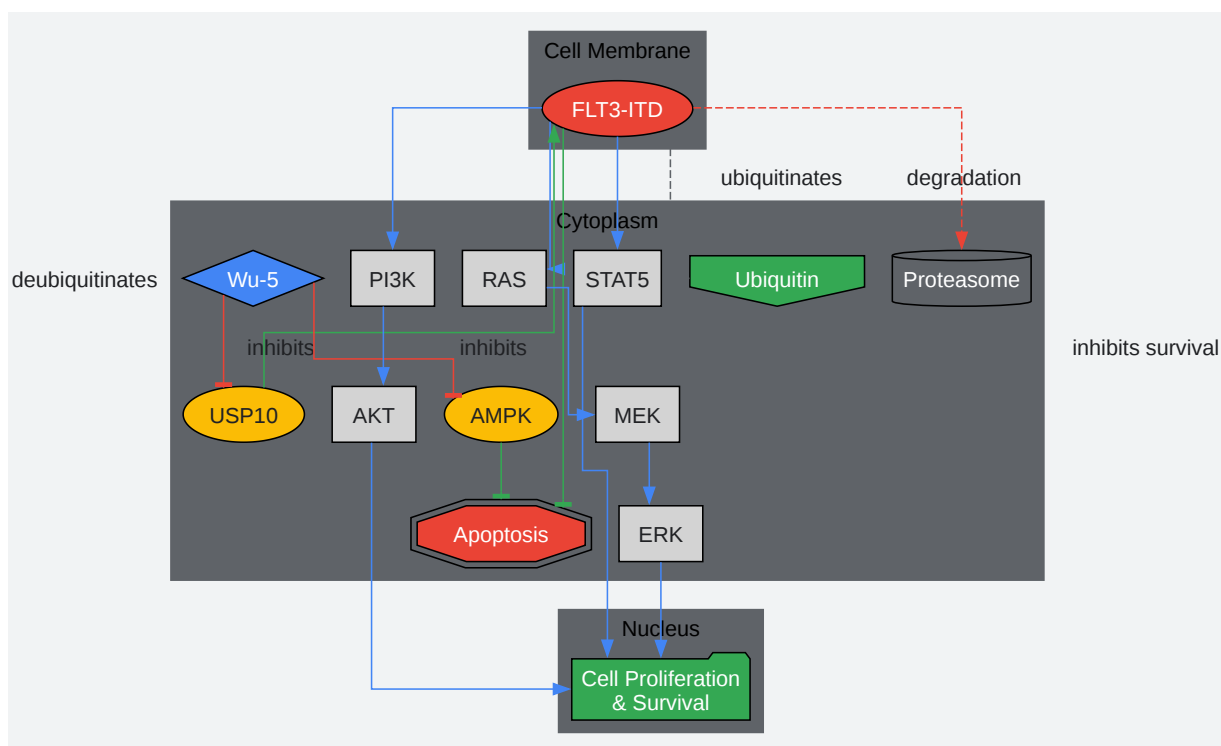 Cell Membrane
FLT3-ITD
ubiquitinates
degradation
Cytoplasm
deubiquitinates
Wu-5
PI3K
RAS
STAT5
Ubiquitin
Proteasome
inhibits
inhibits
inhibits survival
USP10
AKT
AMPK
MEK
Apoptosis
ERK
Nucleus
Cell Proliferation
& Survival